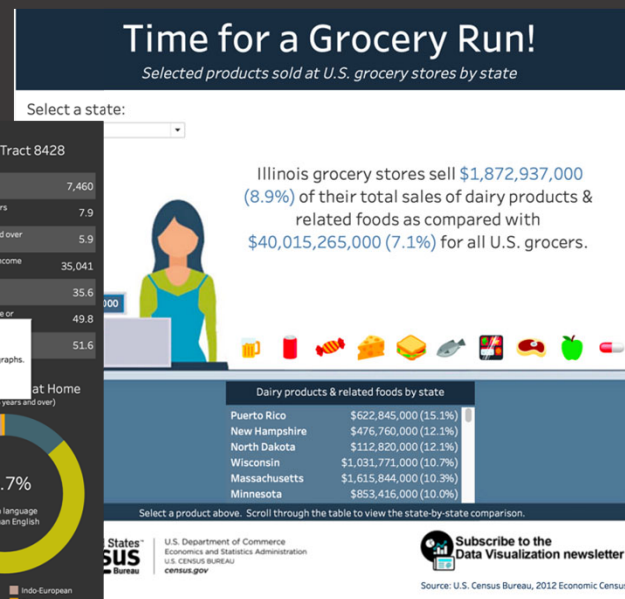 Time for a Grocery Run!
Selected products sold at U.S. grocery stores by state
Select a state:
Illinois grocery stores sell $1,872,937,000
(8.9%) of their total sales of dairy products &
related foods as compared with
$40,015,265,000 (7.1%) for all U.S. grocers.
Dairy products & related foods by state
Puerto Rico $622,845,000 (15.1%)
New Hampshire $476,760,000 (12.1%)
North Dakota $112,820,000 (12.1%)
Wisconsin $1,031,771,000 (10.7%)
Massachusetts $1,615,844,000 (10.3%)
Minnesota $853,416,000 (10.0%)
Select a product above. Scroll through the table to view the state-by-state comparison.
U.S. Department of Commerce
Economics and Statistics Administration
U.S. CENSUS BUREAU
census.gov
Subscribe to the
Data Visualization newsletter
Source: U.S. Census Bureau, 2012 Economic Census
Tract 8428
7,460
7.9
d over 5.9
come 35,041
35.6
e or 49.8
51.6
graphs.
at Home
years and over)
.7%
language
an English
Indo-European
000
States
sus
Bureau